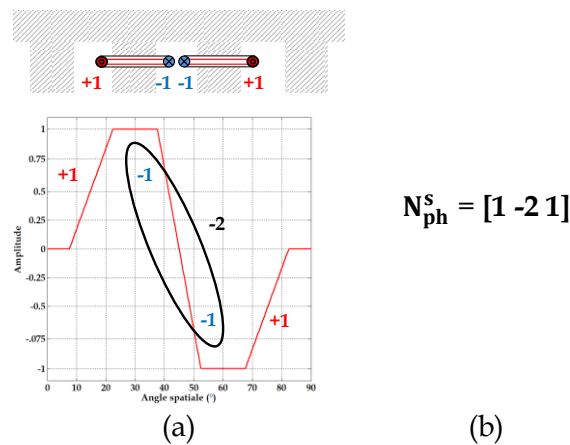 +1 -1 -1 +1
1
0.75
0.5
0.25
0
-0.25
-0.5
-.075
-1
Amplitude
+1
-1
-2
-1
+1
0 10 20 30 40 50 60 70 80 90
Angle spatiale (°)
(a)
N^s_ph = [1 -2 1]
(b)